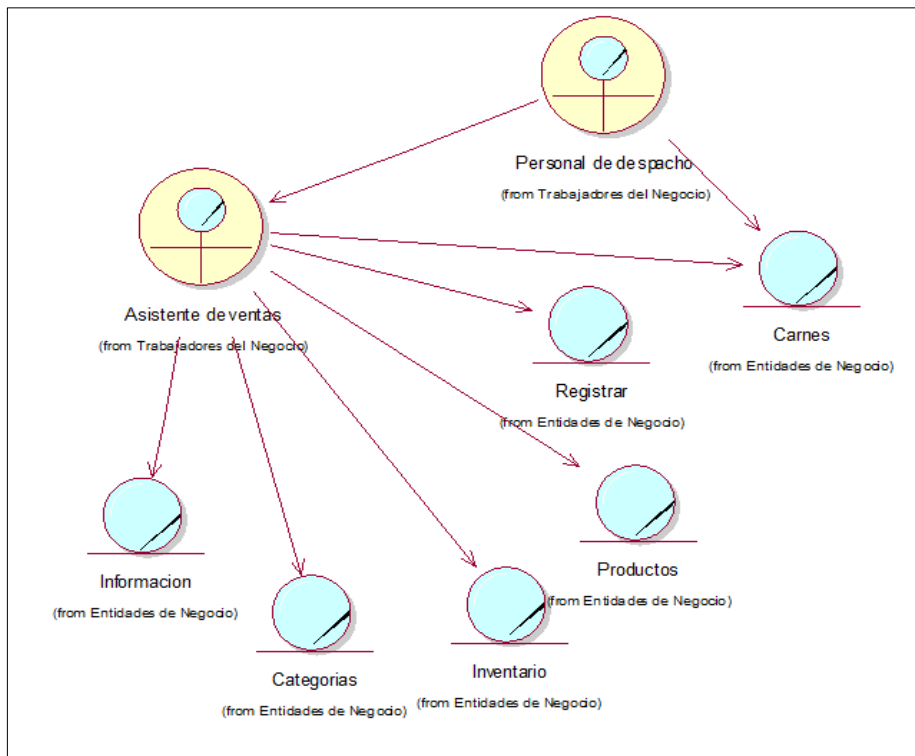 Personal de despacho
(from Trabajadores del Negocio)
Asistente de ventas
(from Trabajadores del Negocio)
Carnes
(from Entidades de Negocio)
Registrar
(from Entidades de Negocio)
Productos
(from Entidades de Negocio)
Informacion
(from Entidades de Negocio)
Categorias
(from Entidades de Negocio)
Inventario
(from Entidades de Negocio)